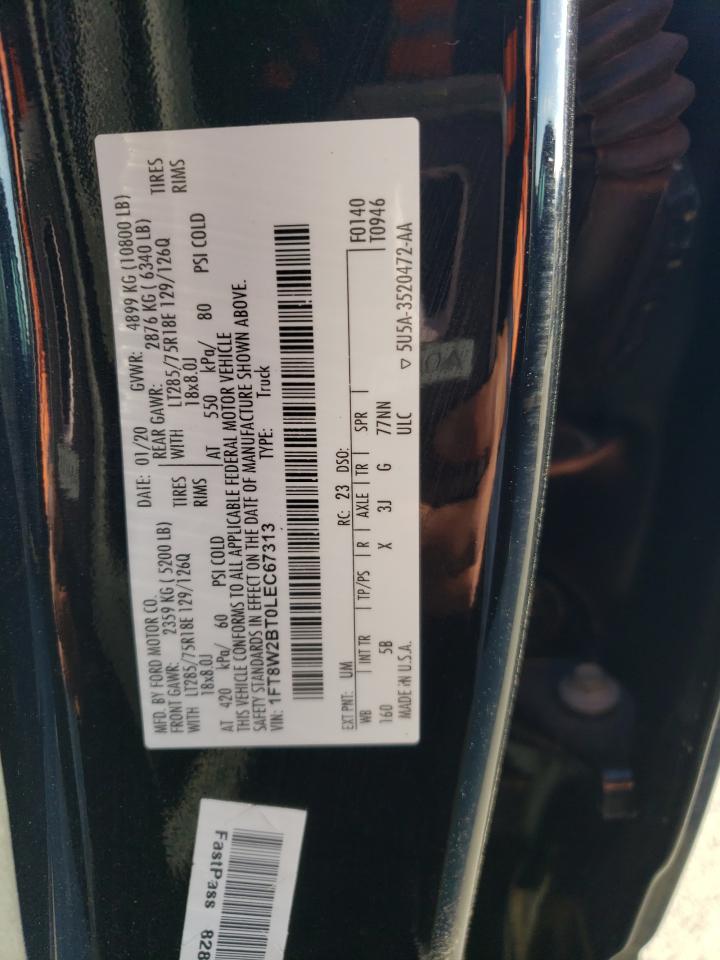 MFD. BY FORD MOTOR CO.
DATE: 01/20 GVWR: 4899 KG (10800 LB)
FRONT GAWR: 2359 KG ( 5200 LB) REAR GAWR: 2876 KG ( 6340 LB)
WITH LT285/75R18E 129/126Q TIRES WITH LT285/75R18E 129/126Q TIRES
18x8.0J RIMS 18x8.0J RIMS
AT 420 kPa/ 60 PSI COLD AT 550 kPa/ 80 PSI COLD
THIS VEHICLE CONFORMS TO ALL APPLICABLE FEDERAL MOTOR VEHICLE
SAFETY STANDARDS IN EFFECT ON THE DATE OF MANUFACTURE SHOWN ABOVE.
VIN: 1FT8W2BT0LEC67313 TYPE: Truck
EXT PNT: UM RC: 23 DSO: F0140
T0946
WB INT TR TP/PS R AXLE TR SPR
160 5B X 3J G 77NN
MADE IN U.S.A. ULC ▽ 5U5A-3520472-AA
FastPass 828